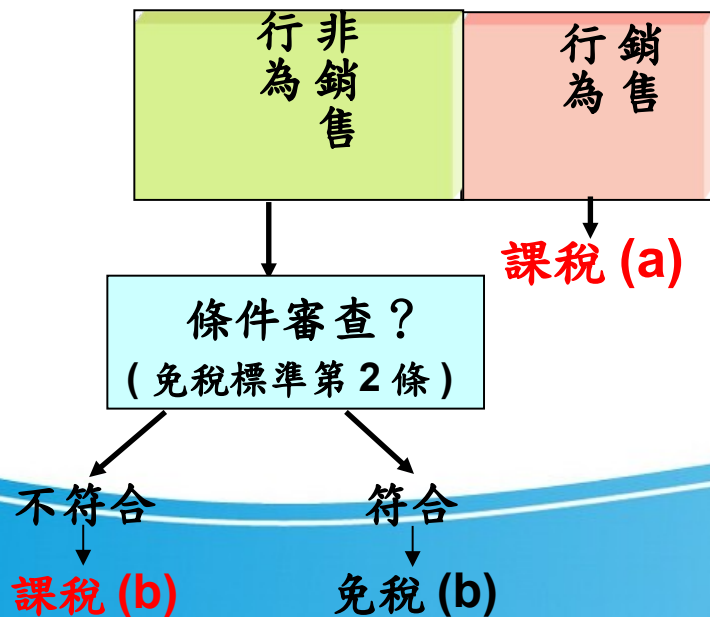 非銷售
行為
銷售
行為
課稅 (a)
條件審查？
( 免稅標準第 2 條 )
不符合
符合
課稅 (b)
免稅 (b)